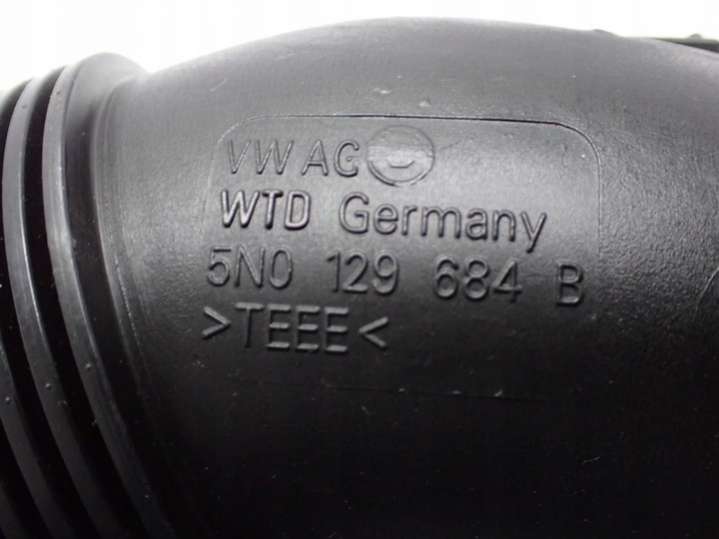 VW AG
WTD Germany
5N0 129 684 B
>TEEE<